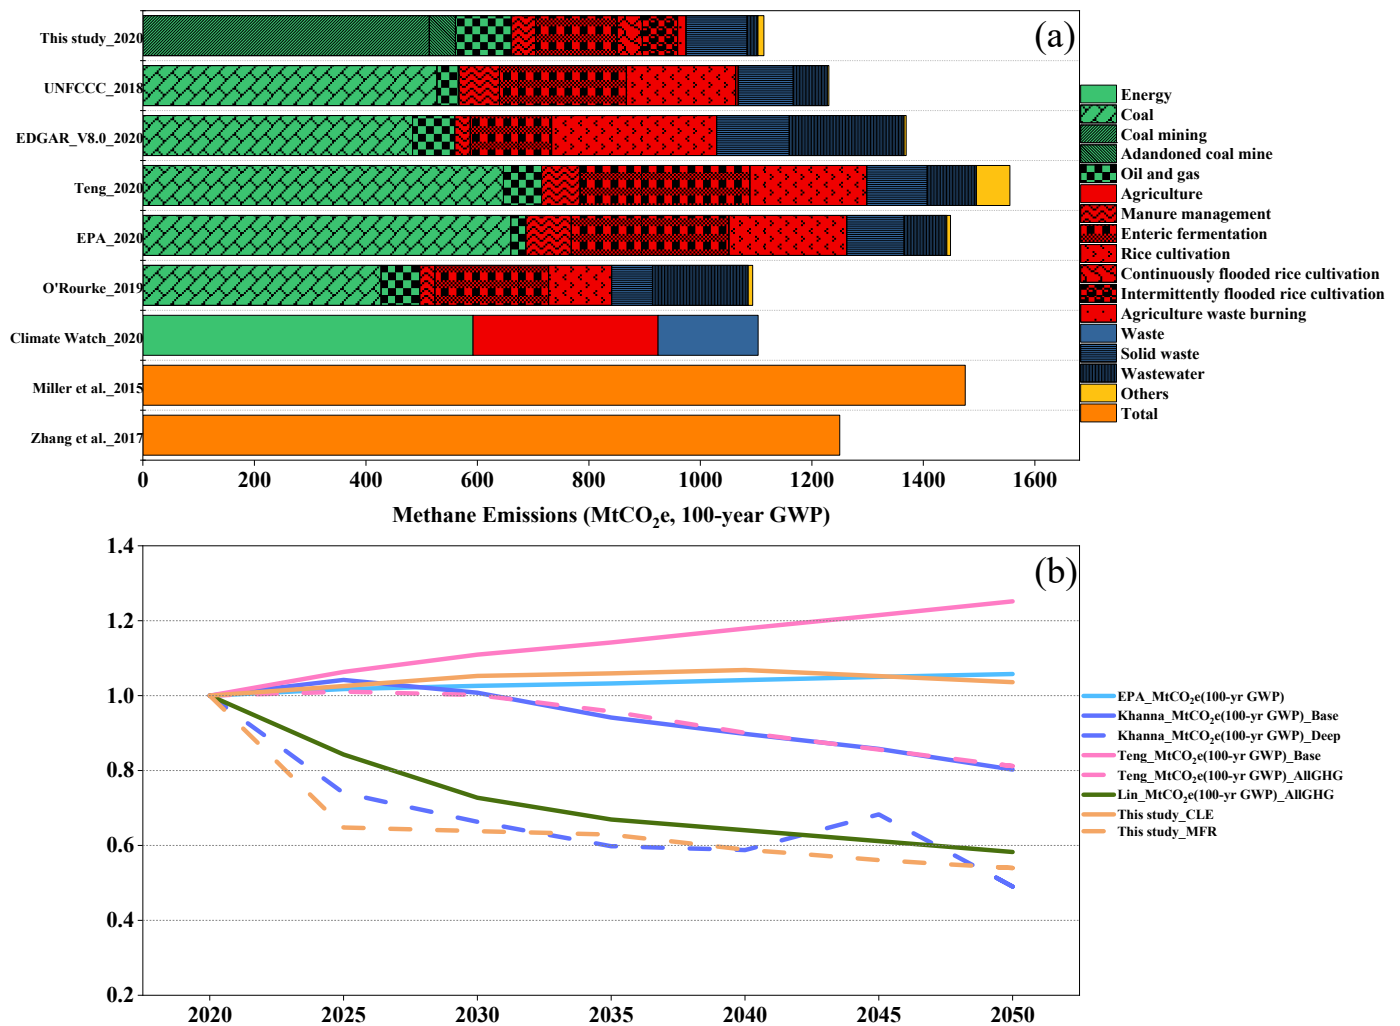 (a)
This study_2020
UNFCCC_2018
EDGAR_V8.0_2020
Teng_2020
EPA_2020
O'Rourke_2019
Climate Watch_2020
Miller et al._2015
Zhang et al._2017
0 200 400 600 800 1000 1200 1400 1600
Methane Emissions (MtCO₂e, 100-year GWP)
Energy
Coal
Coal mining
Adandoned coal mine
Oil and gas
Agriculture
Manure management
Enteric fermentation
Rice cultivation
Continuously flooded rice cultivation
Intermittently flooded rice cultivation
Agriculture waste burning
Waste
Solid waste
Wastewater
Others
Total
(b)
1.4
1.2
1.0
0.8
0.6
0.4
0.2
2020 2025 2030 2035 2040 2045 2050
EPA_MtCO₂e(100-yr GWP)
Khanna_MtCO₂e(100-yr GWP)_Base
Khanna_MtCO₂e(100-yr GWP)_Deep
Teng_MtCO₂e(100-yr GWP)_Base
Teng_MtCO₂e(100-yr GWP)_AllGHG
Lin_MtCO₂e(100-yr GWP)_AllGHG
This study_CLE
This study_MFR